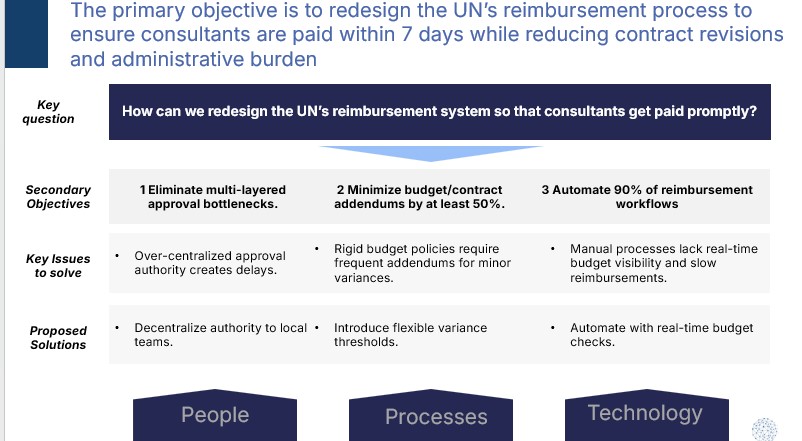 The primary objective is to redesign the UN’s reimbursement process to
ensure consultants are paid within 7 days while reducing contract revisions
and administrative burden
Key
question
How can we redesign the UN’s reimbursement system so that consultants get paid promptly?
Secondary
Objectives
1 Eliminate multi-layered
approval bottlenecks.
2 Minimize budget/contract
addendums by at least 50%.
3 Automate 90% of reimbursement
workflows
Key Issues
to solve
• Over-centralized approval
authority creates delays.
• Rigid budget policies require
frequent addendums for minor
variances.
• Manual processes lack real-time
budget visibility and slow
reimbursements.
Proposed
Solutions
• Decentralize authority to local
teams.
• Introduce flexible variance
thresholds.
• Automate with real-time budget
checks.
People
Processes
Technology